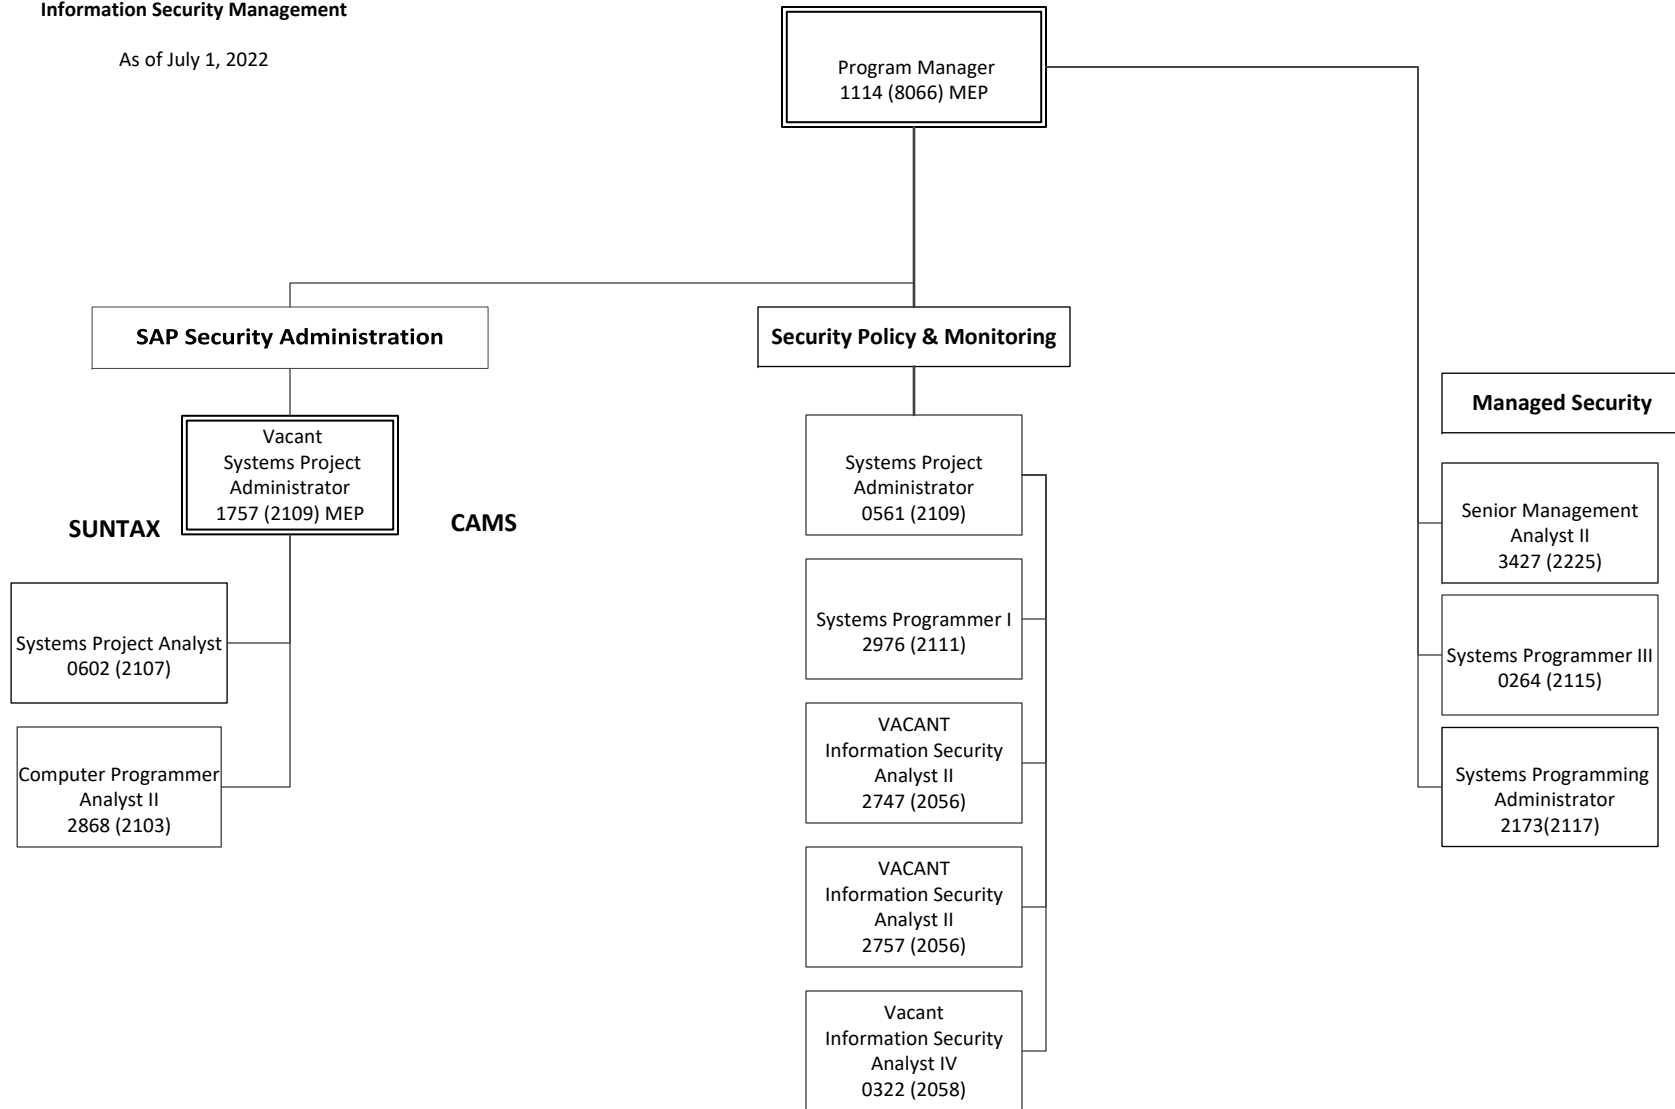 Information Security Management
As of July 1, 2022
Program Manager
1114 (8066) MEP
SAP Security Administration
Vacant
Systems Project
Administrator
1757 (2109) MEP
SUNTAX
CAMS
Systems Project Analyst
0602 (2107)
Computer Programmer
Analyst II
2868 (2103)
Security Policy & Monitoring
Systems Project
Administrator
0561 (2109)
Systems Programmer I
2976 (2111)
VACANT
Information Security
Analyst II
2747 (2056)
VACANT
Information Security
Analyst II
2757 (2056)
Vacant
Information Security
Analyst IV
0322 (2058)
Managed Security
Senior Management
Analyst II
3427 (2225)
Systems Programmer III
0264 (2115)
Systems Programming
Administrator
2173(2117)